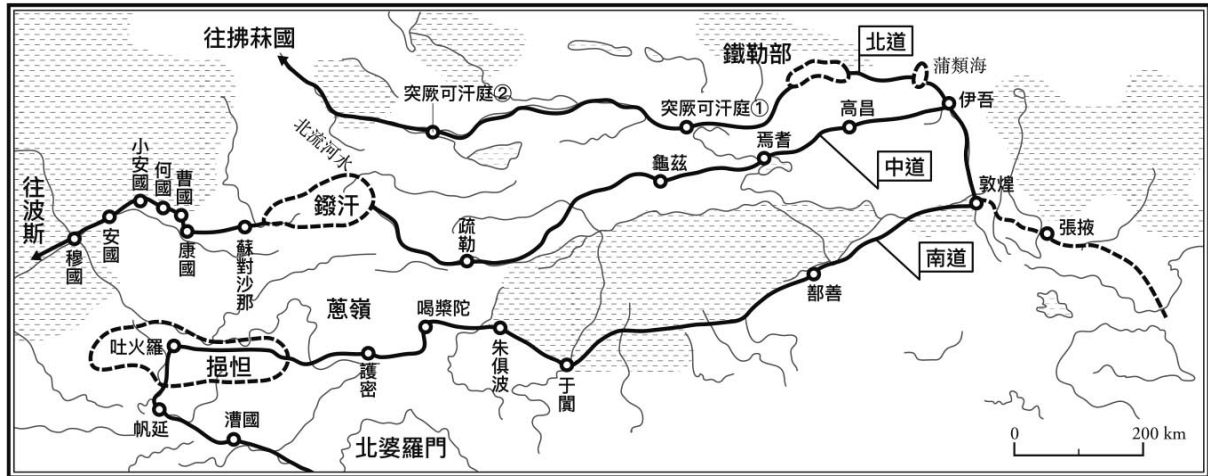 往拂菻國
鐵勒部
北道
蒲類海
突厥可汗庭②
突厥可汗庭①
高昌
伊吾
北流河水
焉耆
中道
小安國
何國
曹國
龜茲
往波斯
鏺汗
敦煌
穆國
安國
康國
蘇對沙那
疏勒
張掖
南道
鄯善
蔥嶺
喝槃陀
吐火羅
挹怛
護密
朱俱波
于闐
帆延
漕國
北婆羅門
0
200 km